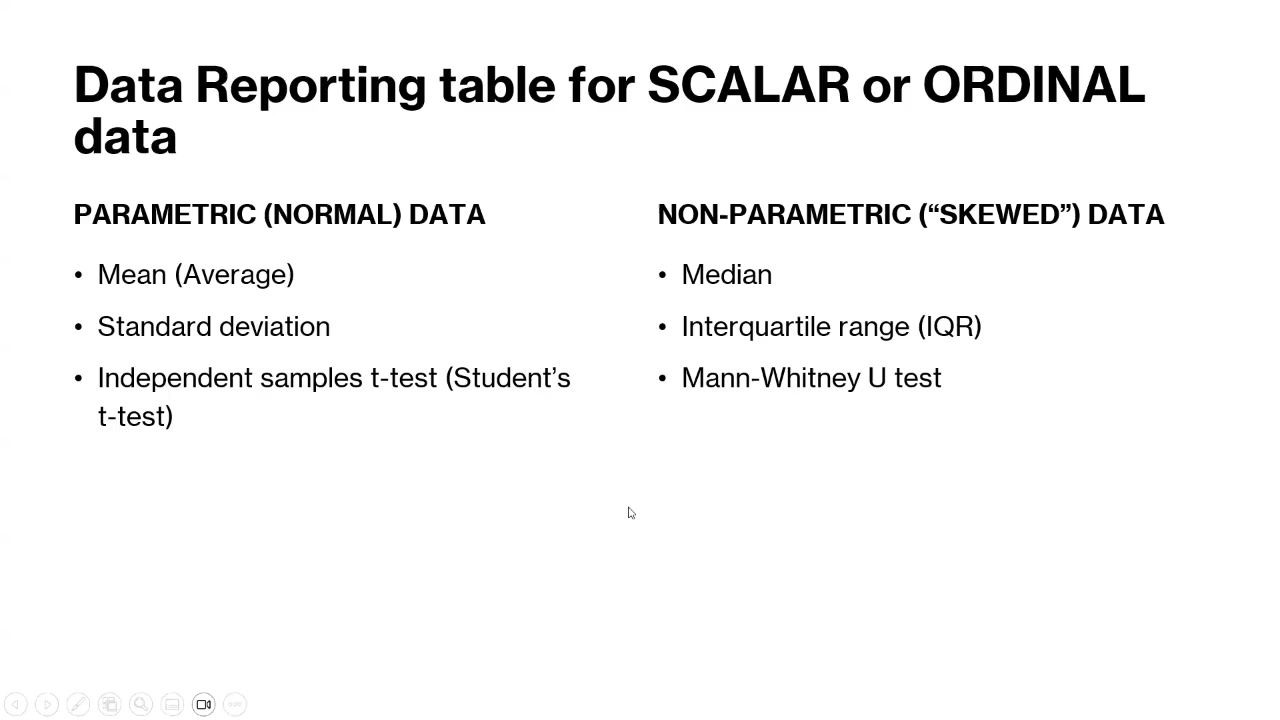 Data Reporting table for SCALAR or ORDINAL
data
PARAMETRIC (NORMAL) DATA
• Mean (Average)
• Standard deviation
• Independent samples t-test (Student’s
t-test)
NON-PARAMETRIC (“SKEWED”) DATA
• Median
• Interquartile range (IQR)
• Mann-Whitney U test